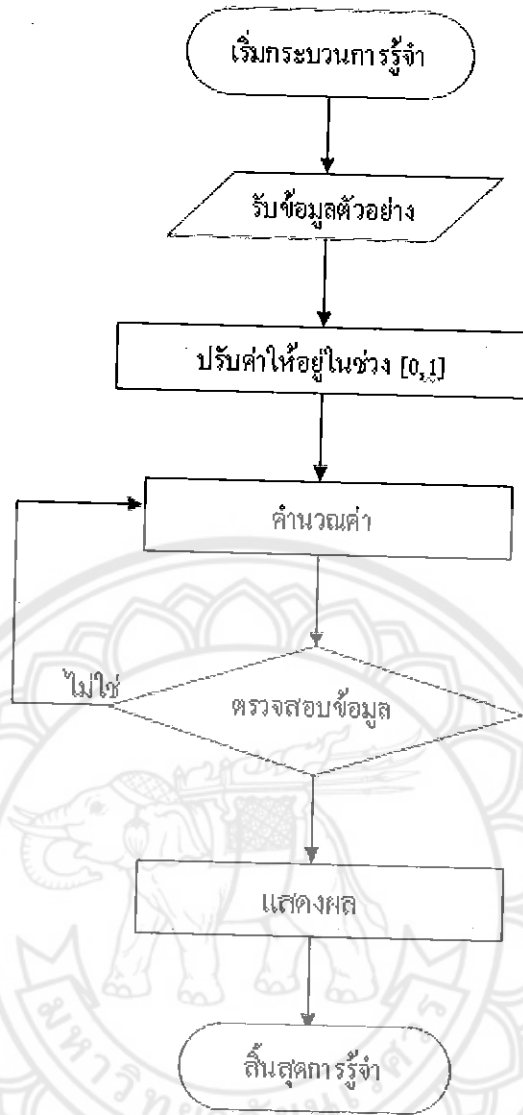 เริ่มกระบวนการรู้จำ
รับข้อมูลตัวอย่าง
ปรับค่าให้อยู่ในช่วง [0,1]
คำนวณค่า
ไม่ใช่
ตรวจสอบข้อมูล
แสดงผล
สิ้นสุดการรู้จำ